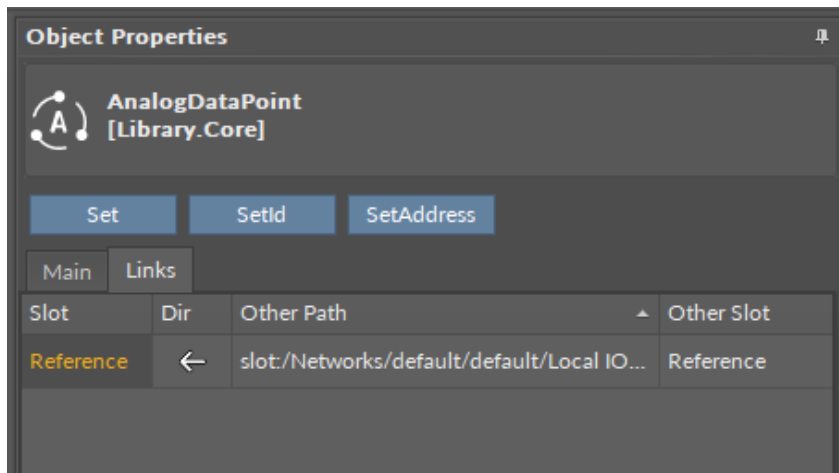 Object Properties
A
AnalogDataPoint
[Library.Core]
Set SetId SetAddress
Main Links
Slot Dir Other Path Other Slot
Reference slot:/Networks/default/default/Local IO... Reference